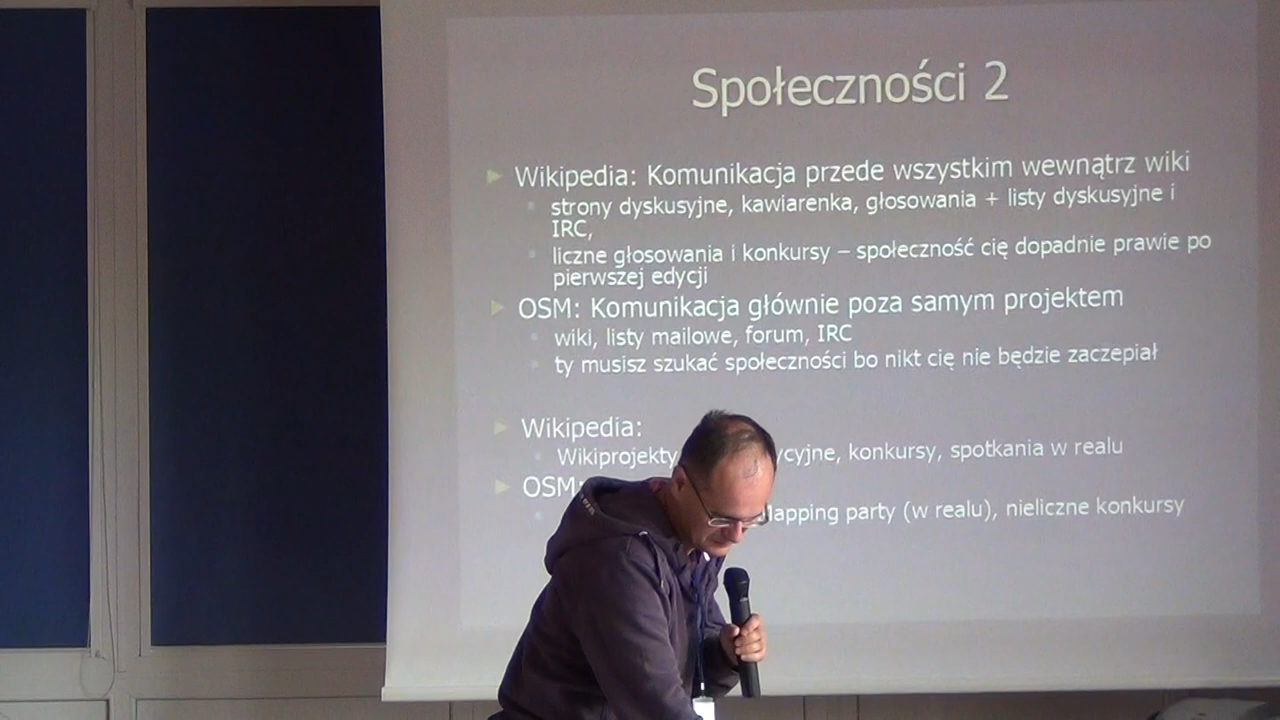 Społeczności 2
Wikipedia: Komunikacja przede wszystkim wewnątrz wiki
strony dyskusyjne, kawiarenka, głosowania + listy dyskusyjne i
IRC,
liczne głosowania i konkursy – społeczność cię dopadnie prawie po
pierwszej edycji
OSM: Komunikacja głównie poza samym projektem
wiki, listy mailowe, forum, IRC
ty musisz szukać społeczności bo nikt cię nie będzie zaczepiał
Wikipedia:
Wikiprojekty cyjne, konkursy, spotkania w realu
OSM:
Mapping party (w realu), nieliczne konkursy